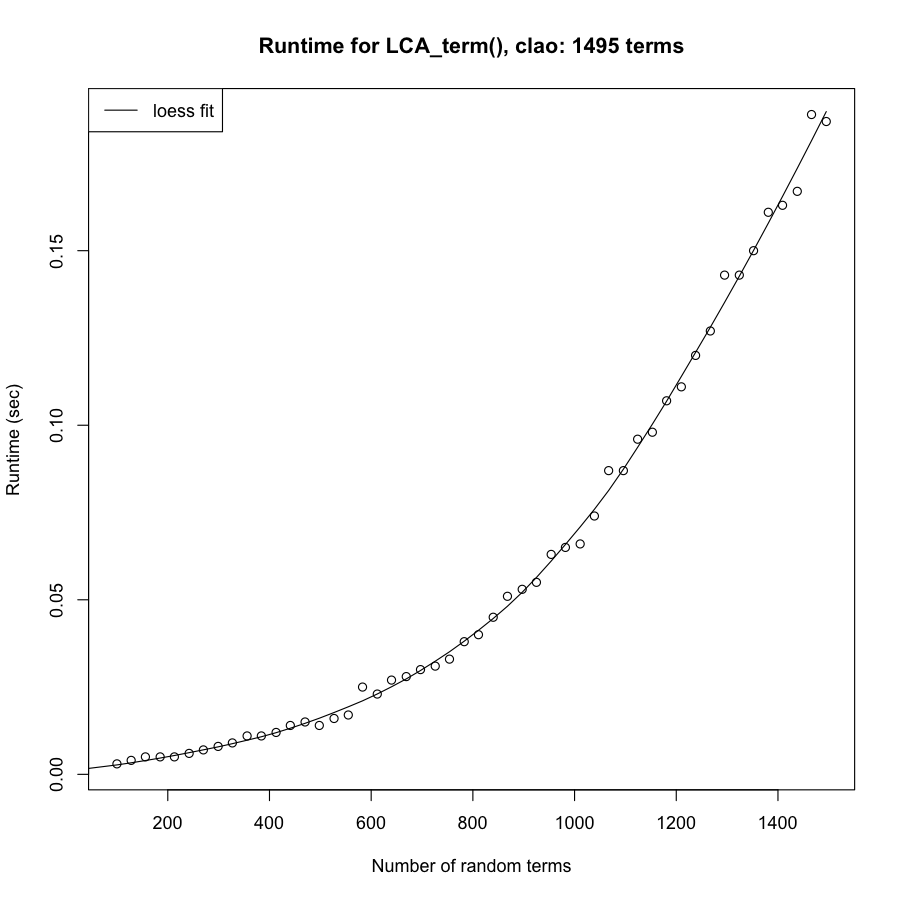 Runtime for LCA_term(), clao: 1495 terms
loess fit
Runtime (sec)
0.15
0.10
0.05
0.00
200 400 600 800 1000 1200 1400
Number of random terms